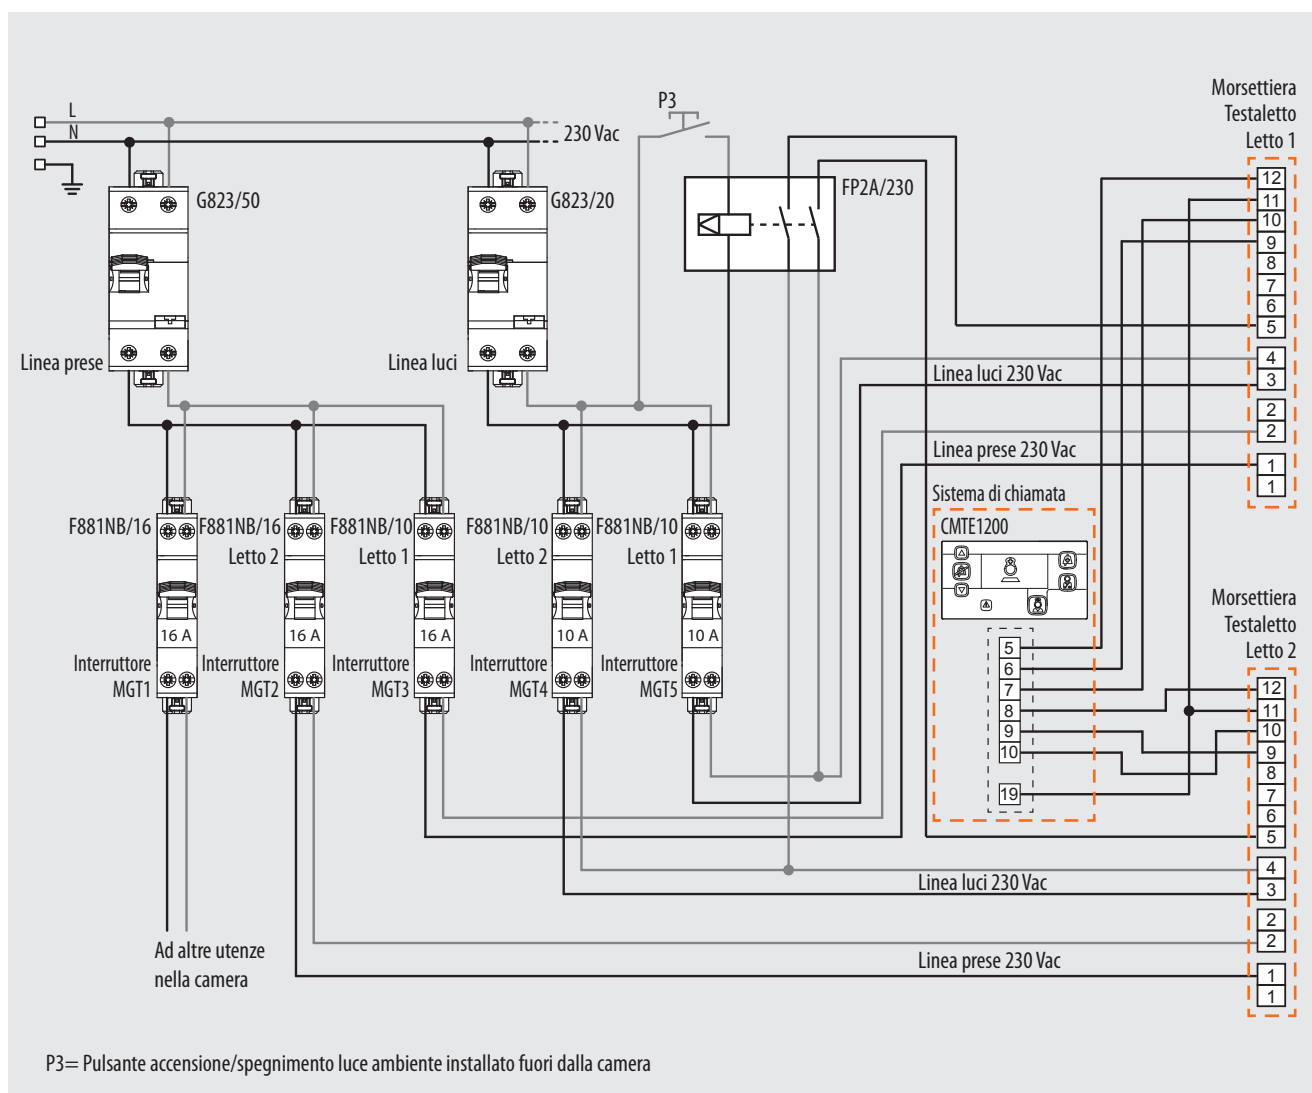 L
N
230 Vac
P3
Morsettiera
Testaletto
Letto 1
G823/50
G823/20
FP2A/230
12
11
10
9
8
7
6
5
4
3
2
2
1
1
Linea prese
Linea luci
Linea luci 230 Vac
Linea prese 230 Vac
Sistema di chiamata
CMTE1200
F881NB/16
F881NB/16
Letto 2
F881NB/10
Letto 1
F881NB/10
Letto 2
F881NB/10
Letto 1
16 A
16 A
16 A
10 A
10 A
Interruttore
MGT1
Interruttore
MGT2
Interruttore
MGT3
Interruttore
MGT4
Interruttore
MGT5
5
6
7
8
9
10
19
Morsettiera
Testaletto
Letto 2
12
11
10
9
8
7
6
5
4
3
2
2
1
1
Linea luci 230 Vac
Linea prese 230 Vac
Ad altre utenze
nella camera
P3= Pulsante accensione/spegnimento luce ambiente installato fuori dalla camera